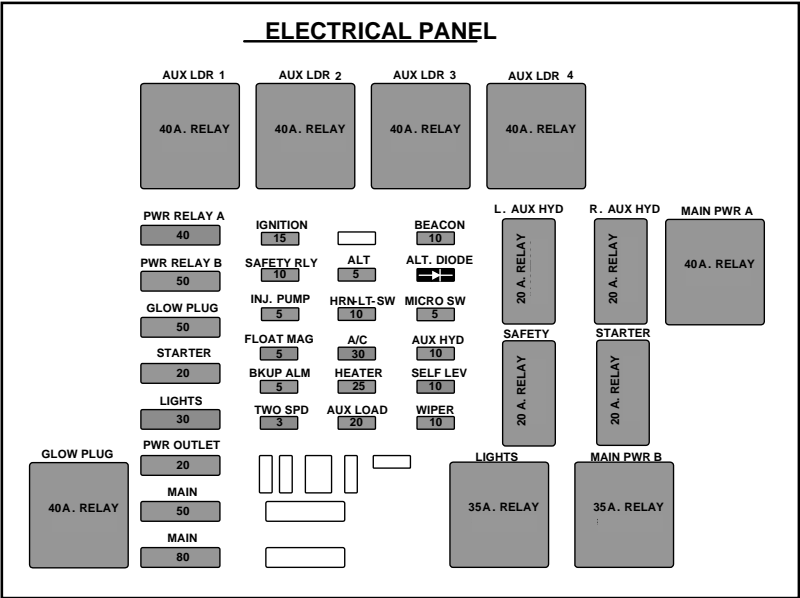 ELECTRICAL PANEL
AUX LDR 1
AUX LDR 2
AUX LDR 3
AUX LDR 4
40A. RELAY
40A. RELAY
40A. RELAY
40A. RELAY
L. AUX HYD
R. AUX HYD
MAIN PWR A
PWR RELAY A
40
IGNITION
15
BEACON
10
20 A. RELAY
20 A. RELAY
40A. RELAY
PWR RELAY B
50
SAFETY RLY
10
ALT
5
ALT. DIODE
GLOW PLUG
50
INJ. PUMP
5
HRN-LT-SW
10
MICRO SW
5
STARTER
20
FLOAT MAG
5
A/C
30
AUX HYD
10
SAFETY
STARTER
20 A. RELAY
20 A. RELAY
BKUP ALM
5
HEATER
25
SELF LEV
10
LIGHTS
30
TWO SPD
3
AUX LOAD
20
WIPER
10
PWR OUTLET
20
GLOW PLUG
40A. RELAY
LIGHTS
35A. RELAY
MAIN PWR B
35A. RELAY
MAIN
50
MAIN
80